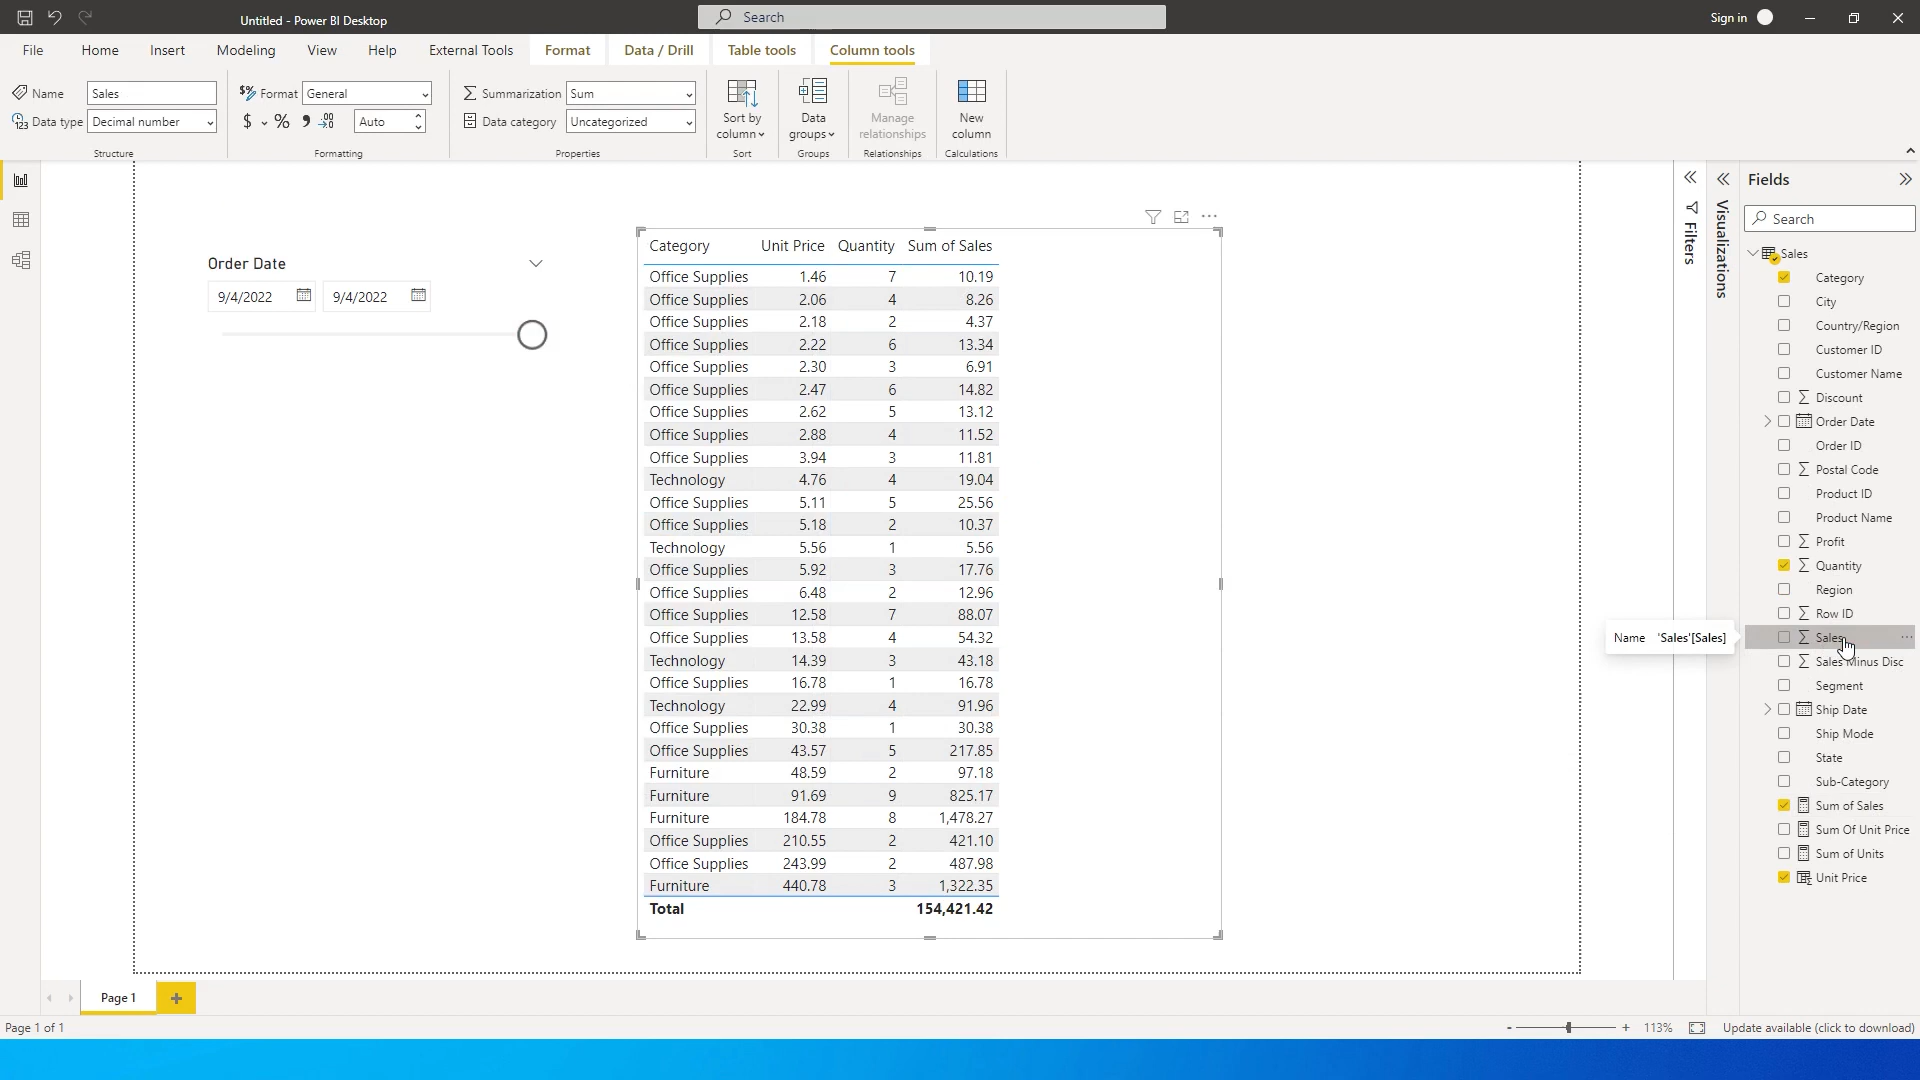 Untitled - Power BI Desktop
Search
Sign in
File Home Insert Modeling View Help External Tools Format Data / Drill Table tools Column tools
Name Sales
Data type Decimal number
Structure
$% Format General
$ % 9 .00 Auto
Formatting
Summarization Sum
Data category Uncategorized
Properties
Sort by
column
Sort
Data
groups
Groups
Manage
relationships
Relationships
New
column
Calculations
Order Date
9/4/2022 9/4/2022
Category Unit Price Quantity Sum of Sales
Office Supplies 1.46 7 10.19
Office Supplies 2.06 4 8.26
Office Supplies 2.18 2 4.37
Office Supplies 2.22 6 13.34
Office Supplies 2.30 3 6.91
Office Supplies 2.47 6 14.82
Office Supplies 2.62 5 13.12
Office Supplies 2.88 4 11.52
Office Supplies 3.94 3 11.81
Technology 4.76 4 19.04
Office Supplies 5.11 5 25.56
Office Supplies 5.18 2 10.37
Technology 5.56 1 5.56
Office Supplies 5.92 3 17.76
Office Supplies 6.48 2 12.96
Office Supplies 12.58 7 88.07
Office Supplies 13.58 4 54.32
Technology 14.39 3 43.18
Office Supplies 16.78 1 16.78
Technology 22.99 4 91.96
Office Supplies 30.38 1 30.38
Office Supplies 43.57 5 217.85
Furniture 48.59 2 97.18
Furniture 91.69 9 825.17
Furniture 184.78 8 1,478.27
Office Supplies 210.55 2 421.10
Office Supplies 243.99 2 487.98
Furniture 440.78 3 1,322.35
Total 154,421.42
Filters
Visualizations
Fields
Search
Sales
Category
City
Country/Region
Customer ID
Customer Name
Discount
Order Date
Order ID
Postal Code
Product ID
Product Name
Profit
Quantity
Region
Row ID
Name 'Sales'[Sales]
Sales
Sales Minus Disc
Segment
Ship Date
Ship Mode
State
Sub-Category
Sum of Sales
Sum Of Unit Price
Sum of Units
Unit Price
Page 1
Page 1 of 1
- + 113%
Update available (click to download)